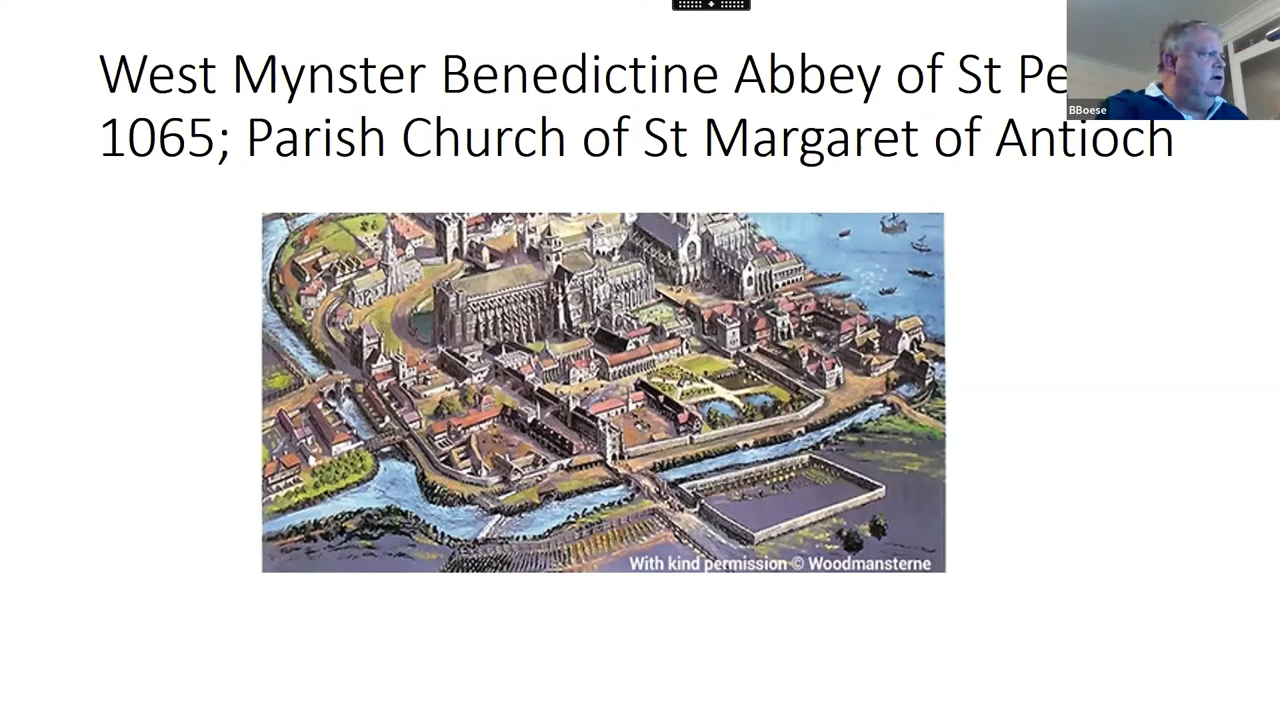 West Mynster Benedictine Abbey of St Pe
1065; Parish Church of St Margaret of Antioch
BBoese
With kind permission © Woodmansterne